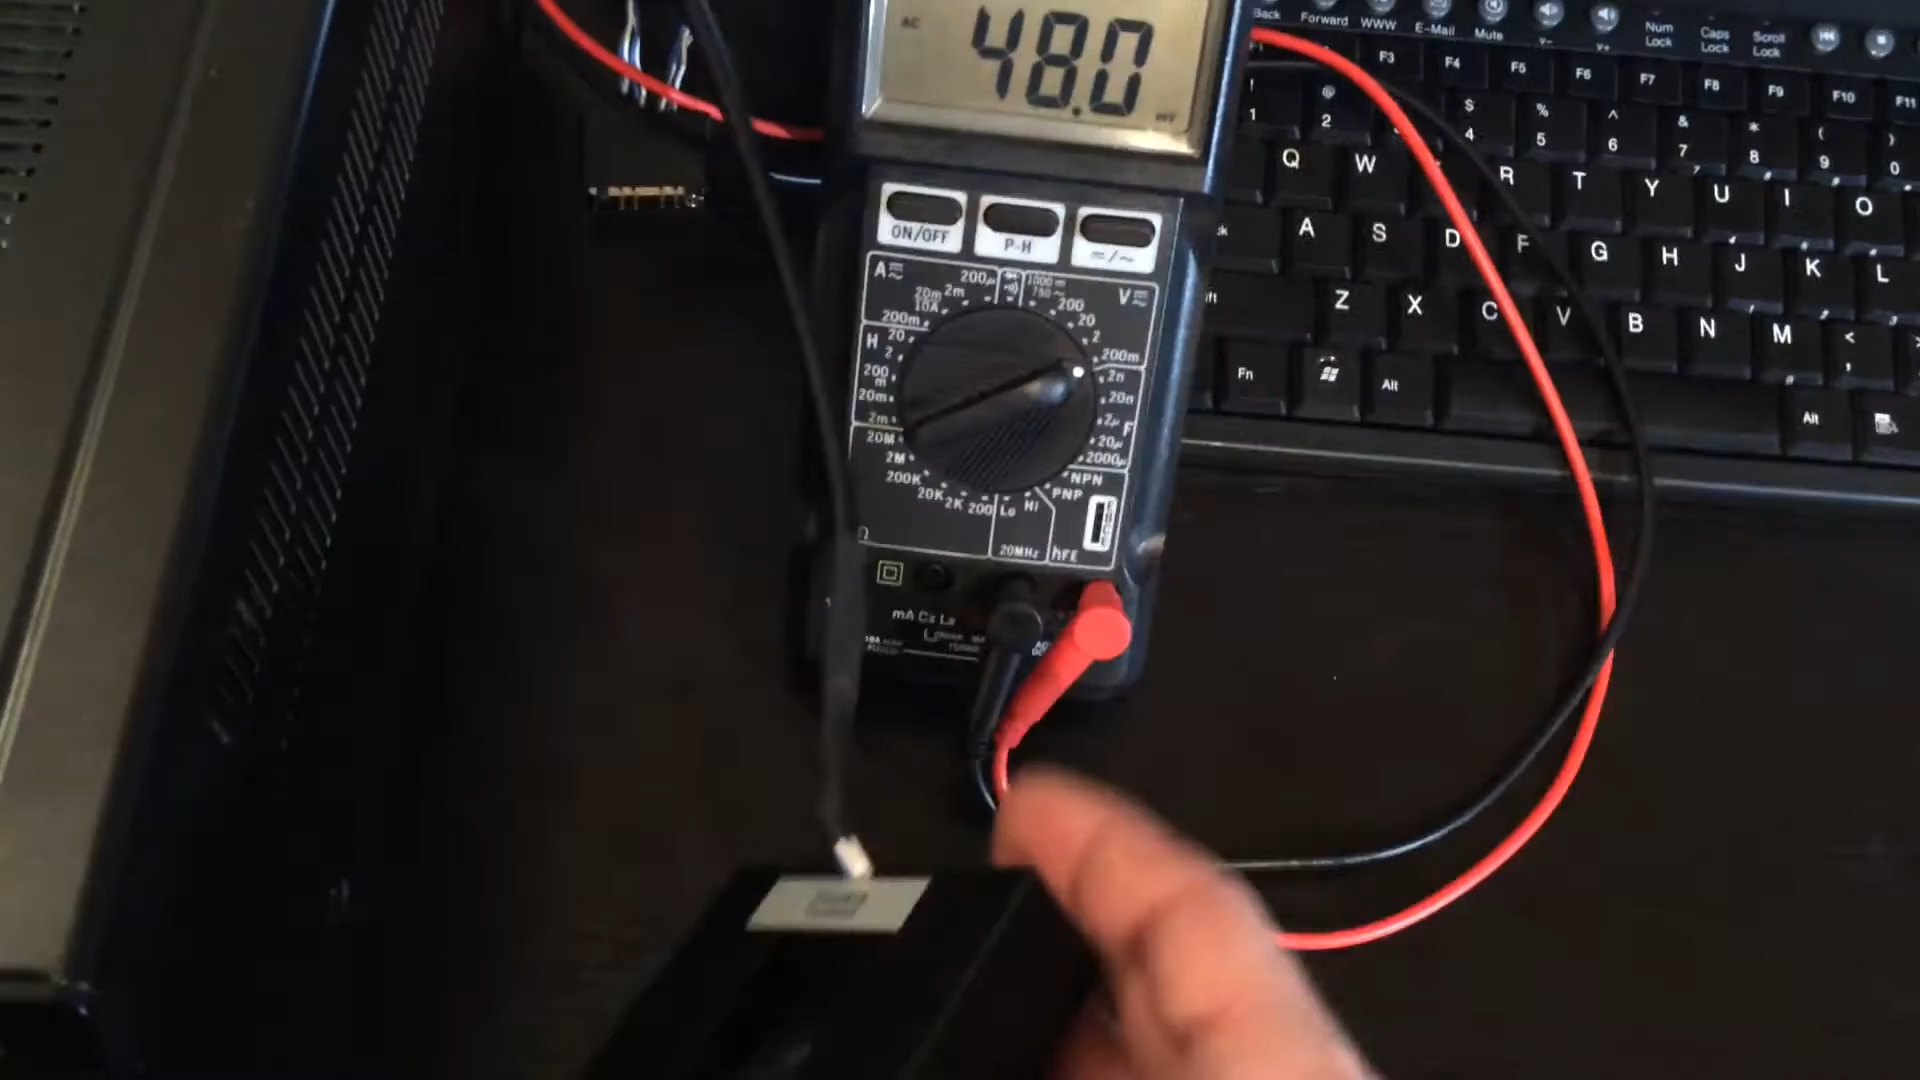 AC 48.0 mV
ON/OFF
P-H
=/~
A
200µ
2m
20m
10A
200m
1000
750
V
200
20
2
200m
H
20
2
200
m
20m
2m
2n
20n
2µ
20µ
2000µ
F
20M
2M
200K
20K
2K
200
Ω
Lo
Hi
20MHz
NPN
PNP
hFE
mA Cx Lx
Back
Forward
WWW
E-Mail
Mute
V-
V+
Num
Lock
Caps
Lock
Scroll
Lock
F3
F4
F5
F6
F7
F8
F9
F10
F11
!
1
@
2
$
4
%
5
^
6
&
7
*
8
(
9
)
0
Q
W
R
T
Y
U
I
O
A
S
D
F
G
H
J
K
L
Z
X
C
V
B
N
M
<
,
Fn
Alt
Alt